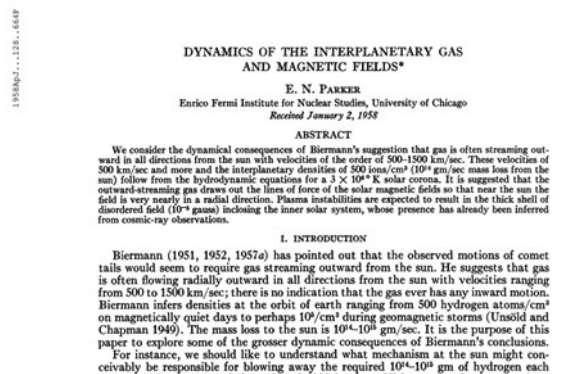 1958ApJ...128..664P
DYNAMICS OF THE INTERPLANETARY GAS
AND MAGNETIC FIELDS*
E. N. PARKER
Enrico Fermi Institute for Nuclear Studies, University of Chicago
Received January 2, 1958
ABSTRACT
We consider the dynamical consequences of Biermann's suggestion that gas is often streaming out-
ward in all directions from the sun with velocities of the order of 500–1500 km/sec. These velocities of
500 km/sec and more and the interplanetary densities of 500 ions/cm³ (10¹⁴ gm/sec mass loss from the
sun) follow from the hydrodynamic equations for a 3 × 10⁶ ° K solar corona. It is suggested that the
outward-streaming gas draws out the lines of force of the solar magnetic fields so that near the sun the
field is very nearly in a radial direction. Plasma instabilities are expected to result in the thick shell of
disordered field (10⁻⁵ gauss) inclosing the inner solar system, whose presence has already been inferred
from cosmic-ray observations.
I. INTRODUCTION
Biermann (1951, 1952, 1957a) has pointed out that the observed motions of comet
tails would seem to require gas streaming outward from the sun. He suggests that gas
is often flowing radially outward in all directions from the sun with velocities ranging
from 500 to 1500 km/sec; there is no indication that the gas ever has any inward motion.
Biermann infers densities at the orbit of earth ranging from 500 hydrogen atoms/cm³
on magnetically quiet days to perhaps 10⁵/cm³ during geomagnetic storms (Unsöld and
Chapman 1949). The mass loss to the sun is 10¹⁴–10¹⁵ gm/sec. It is the purpose of this
paper to explore some of the grosser dynamic consequences of Biermann's conclusions.
For instance, we should like to understand what mechanism at the sun might con-
ceivably be responsible for blowing away the required 10¹⁴–10¹⁵ gm of hydrogen each